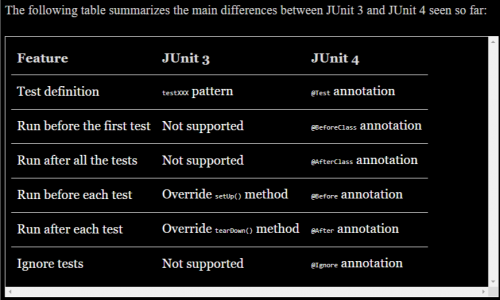 The following table summarizes the main differences between JUnit 3 and JUnit 4 seen so far:
Feature JUnit 3 JUnit 4
Test definition testXXX pattern @Test annotation
Run before the first test Not supported @BeforeClass annotation
Run after all the tests Not supported @AfterClass annotation
Run before each test Override setUp() method @Before annotation
Run after each test Override tearDown() method @After annotation
Ignore tests Not supported @Ignore annotation